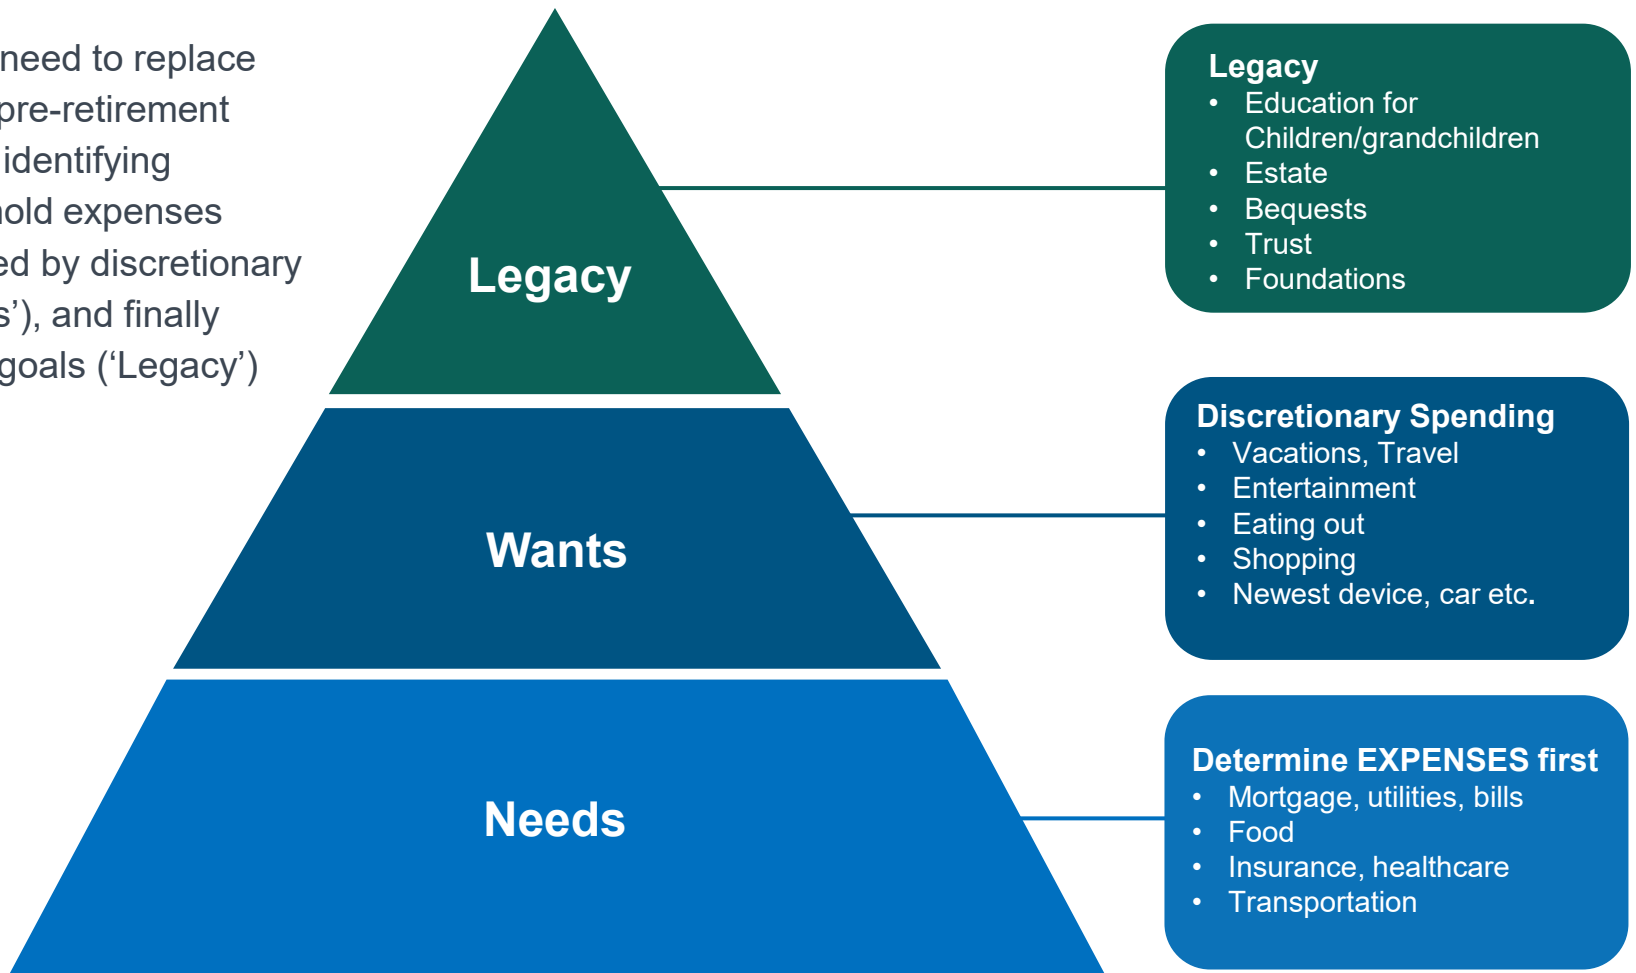 need to replace
pre-retirement
identifying
hold expenses
ed by discretionary
s’), and finally
goals (‘Legacy’)
Legacy
Wants
Needs
Legacy
• Education for
Children/grandchildren
• Estate
• Bequests
• Trust
• Foundations
Discretionary Spending
• Vacations, Travel
• Entertainment
• Eating out
• Shopping
• Newest device, car etc.
Determine EXPENSES first
• Mortgage, utilities, bills
• Food
• Insurance, healthcare
• Transportation